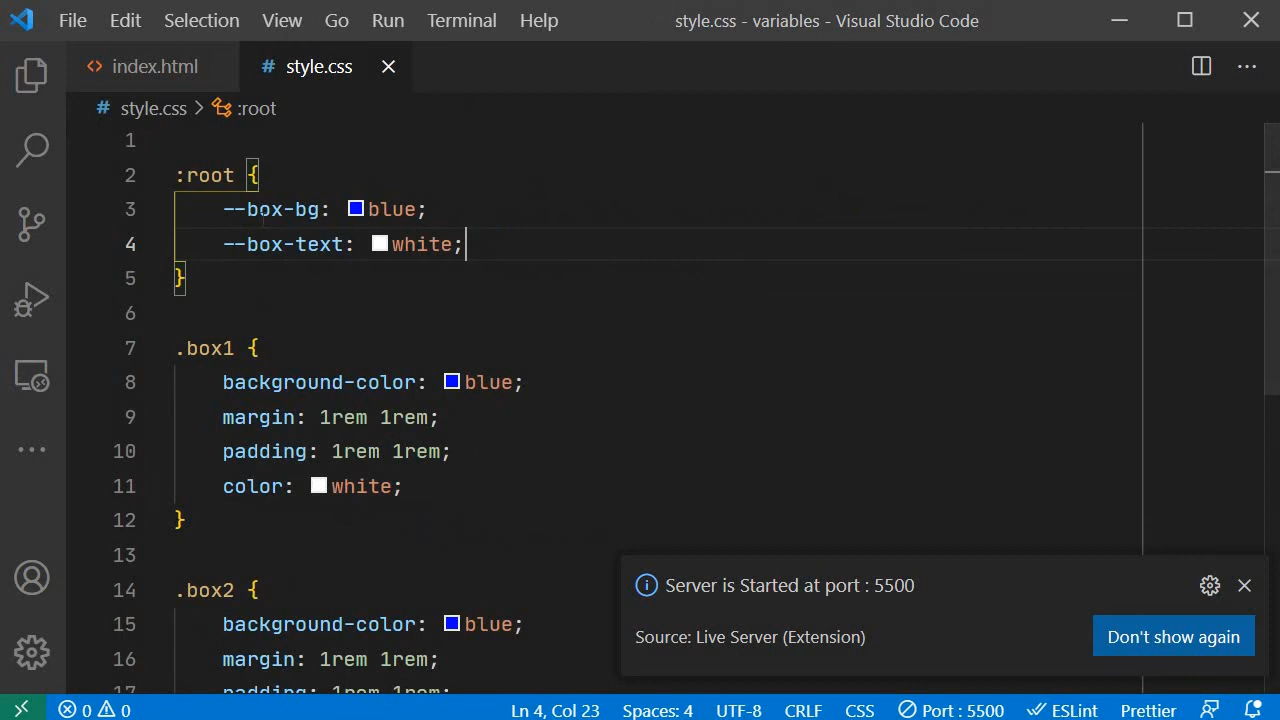 File Edit Selection View Go Run Terminal Help style.css - variables - Visual Studio Code
index.html # style.css
# style.css > :root
1
2 :root {
3 --box-bg: blue;
4 --box-text: white;
5 }
6
7 .box1 {
8 background-color: blue;
9 margin: 1rem 1rem;
10 padding: 1rem 1rem;
11 color: white;
12 }
13
14 .box2 {
15 background-color: blue;
16 margin: 1rem 1rem;
17 padding: 1rem 1rem;
Server is Started at port : 5500
Source: Live Server (Extension)
Don't show again
0 0 Ln 4, Col 23 Spaces: 4 UTF-8 CRLF CSS Port : 5500 ESLint Prettier